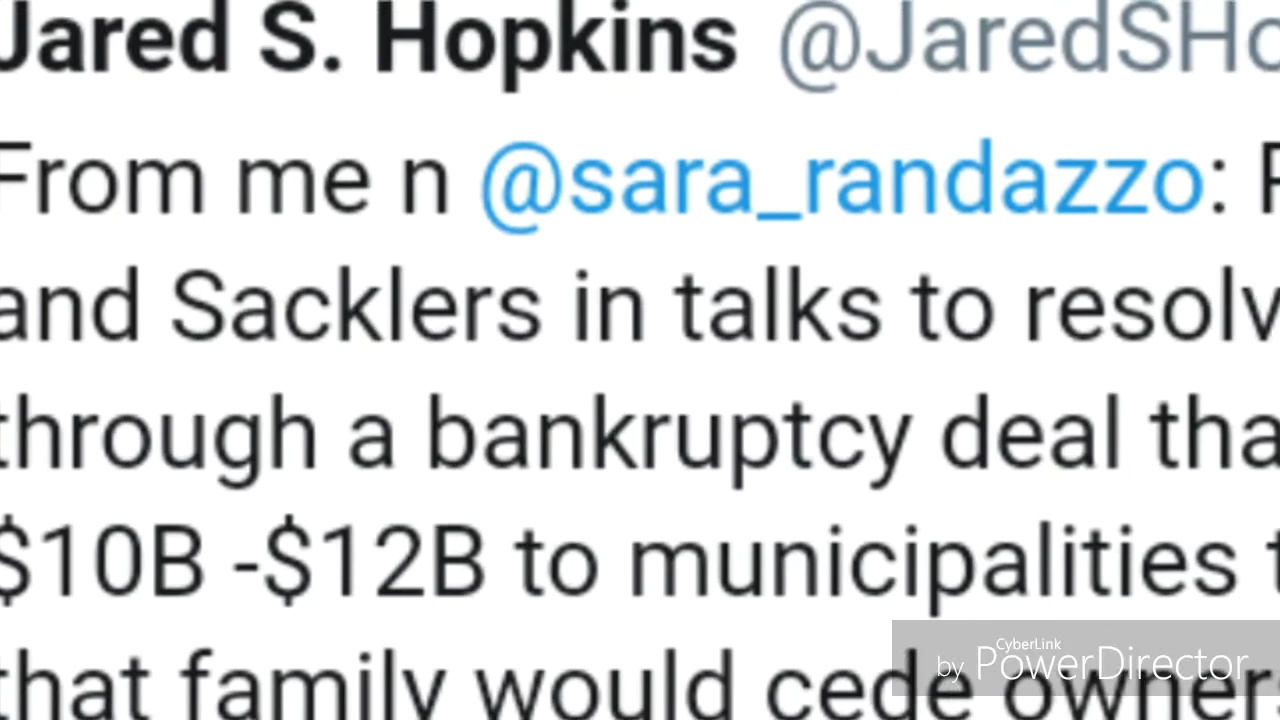 Jared S. Hopkins @JaredSHo
From me n @sara_randazzo: P
and Sacklers in talks to resolv
through a bankruptcy deal tha
$10B -$12B to municipalities t
that family would cede owners
CyberLink
by PowerDirector